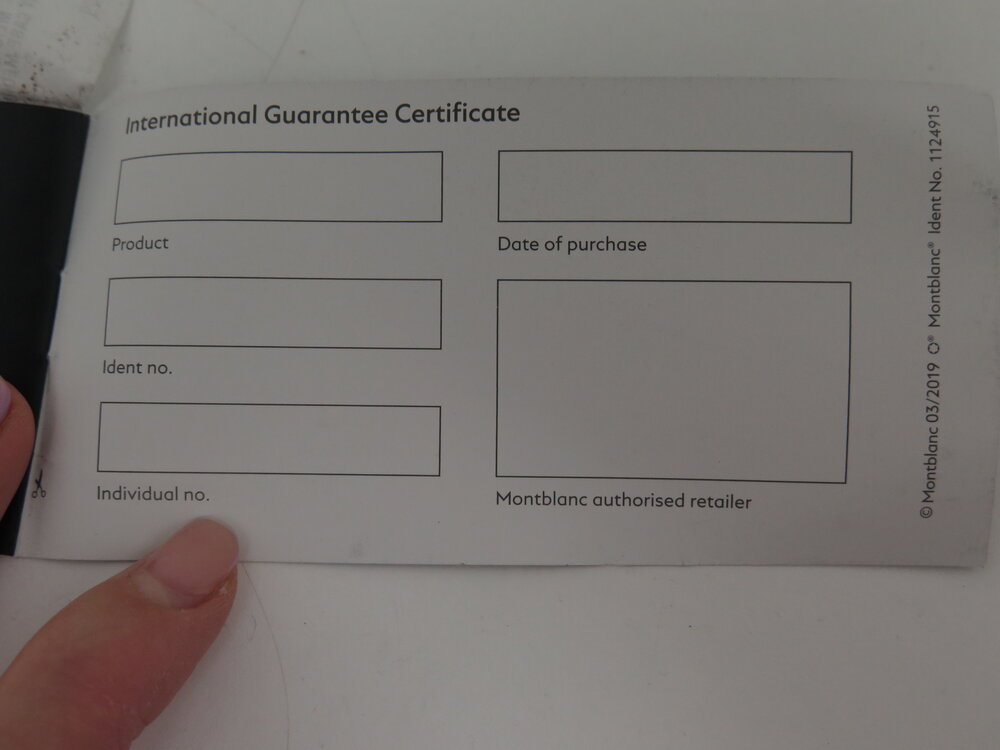 International Guarantee Certificate
Product
Date of purchase
Ident no.
Individual no.
Montblanc authorised retailer
© Montblanc 03/2019 O® Montblanc® Ident No. 1124915